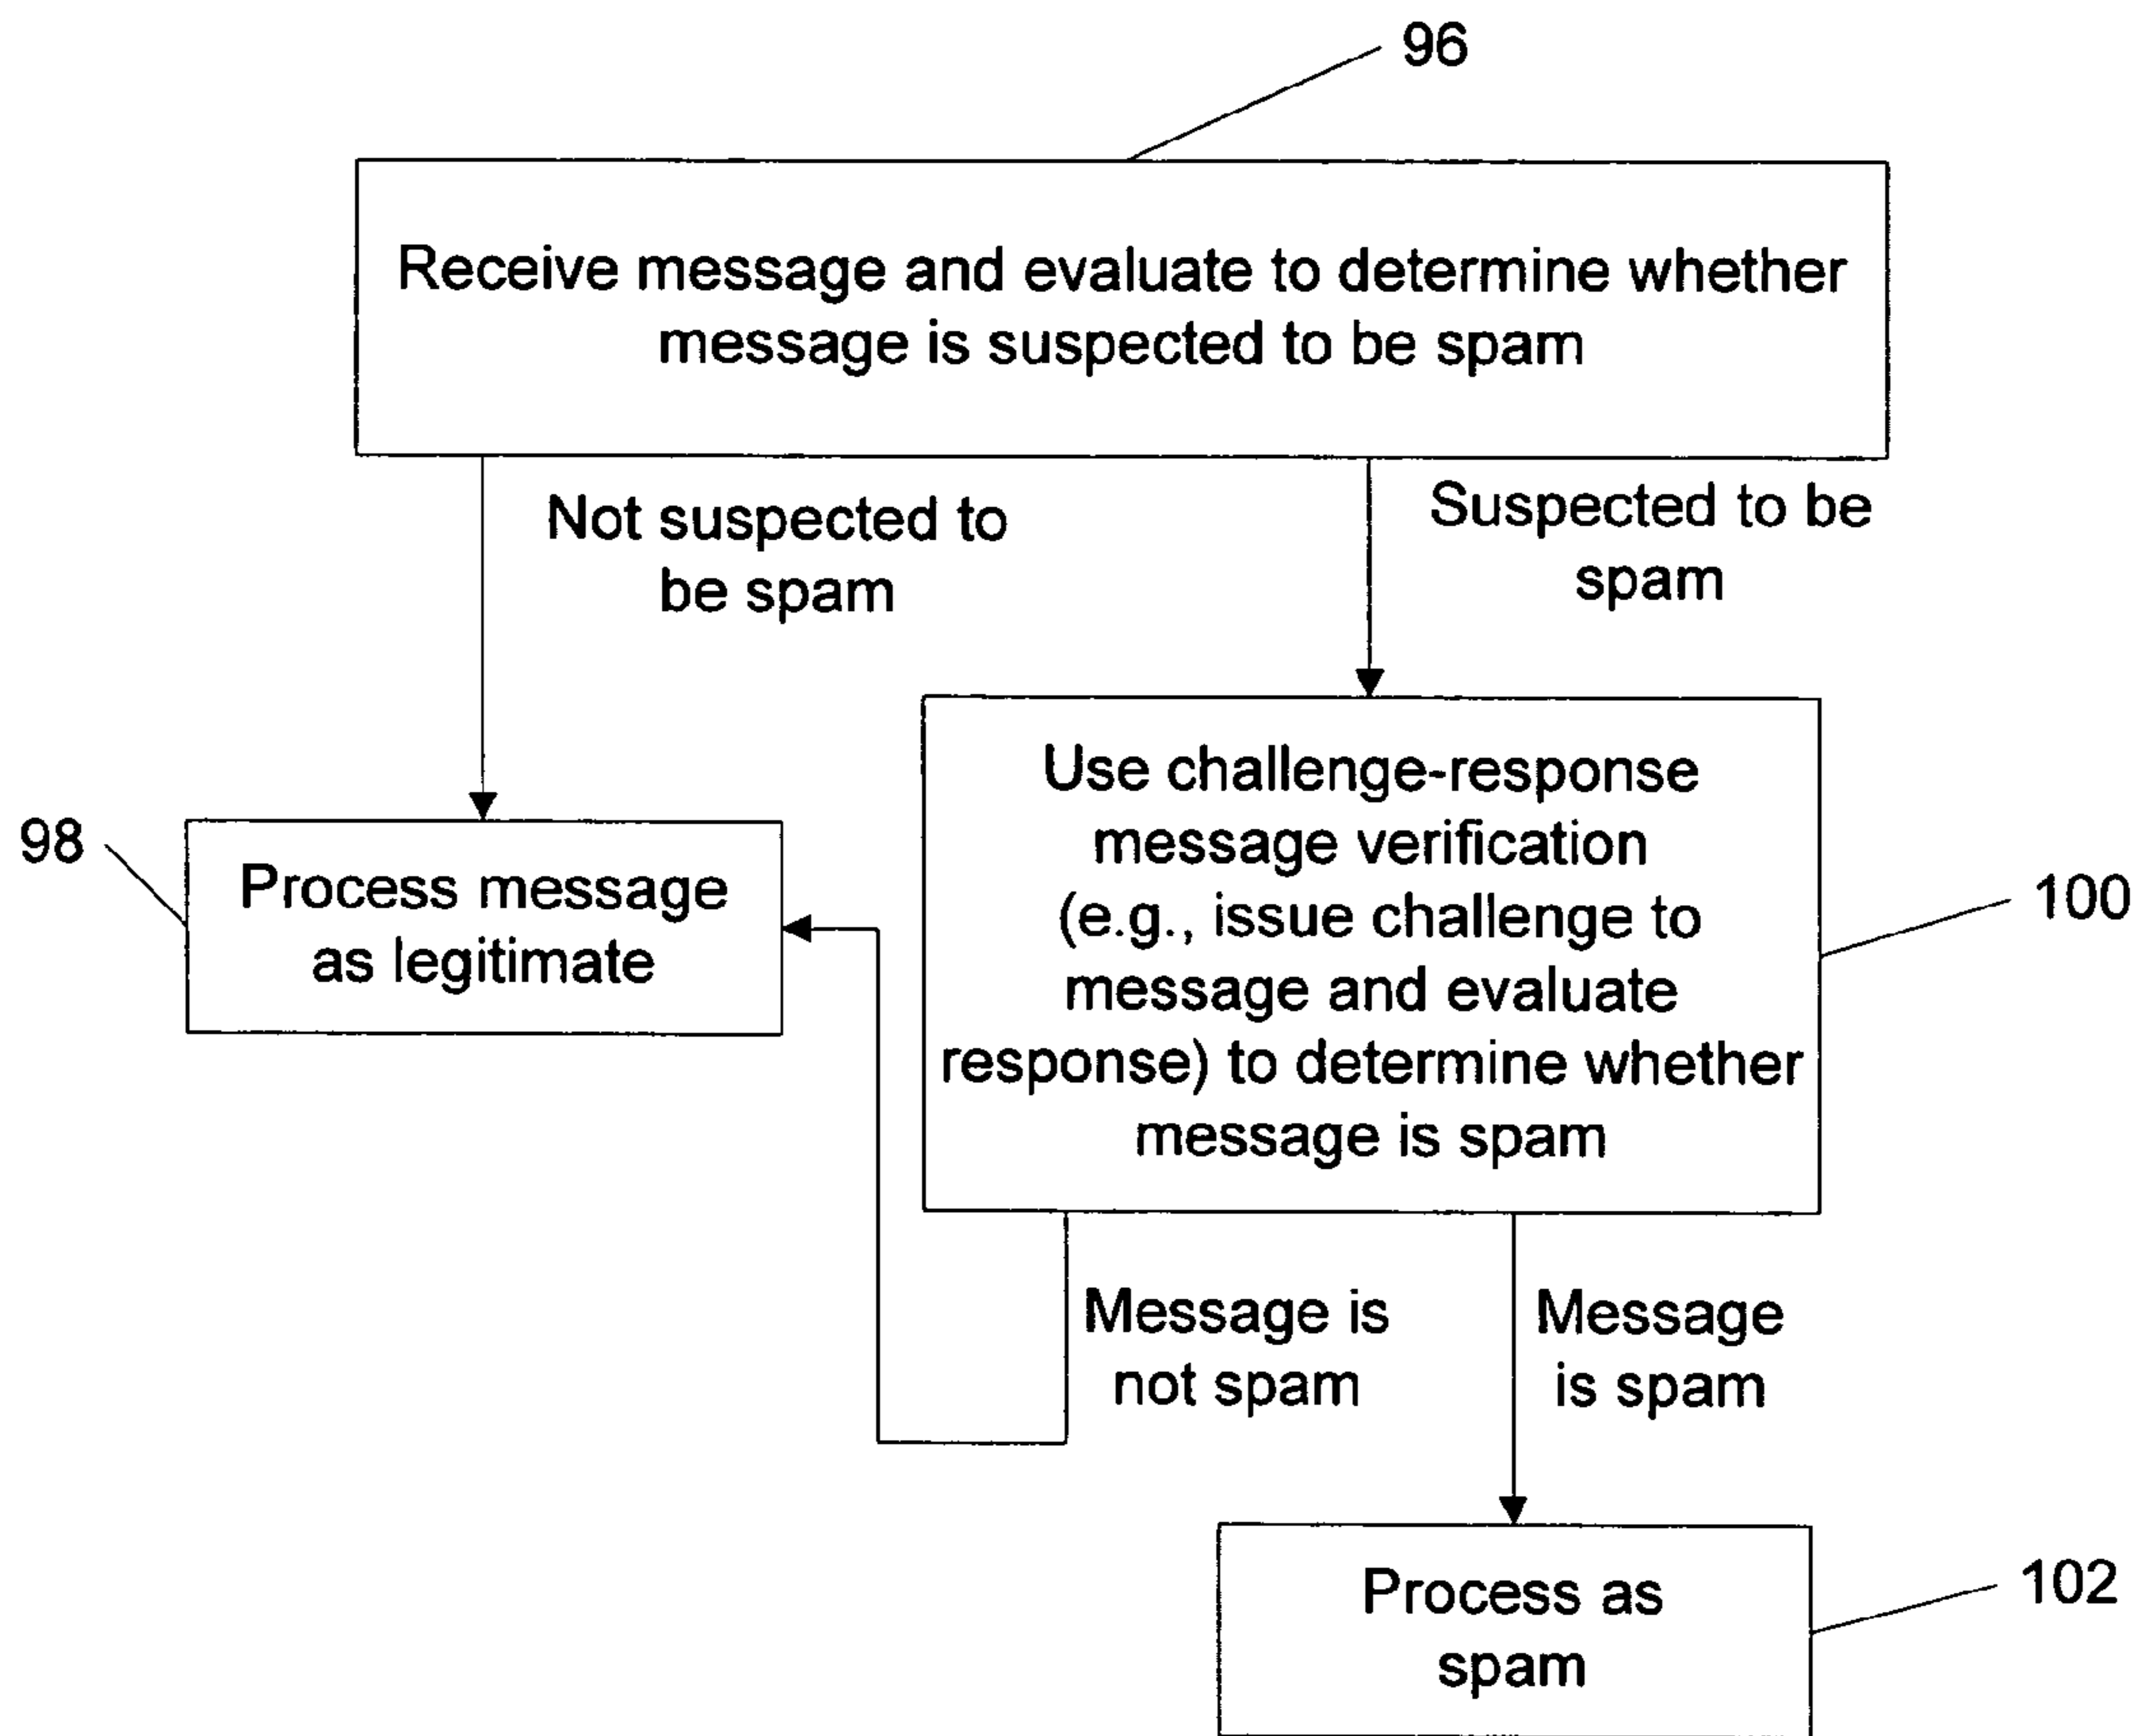 96
Receive message and evaluate to determine whether
message is suspected to be spam
Not suspected to
be spam
Suspected to be
spam
98
Process message
as legitimate
Use challenge-response
message verification
(e.g., issue challenge to
message and evaluate
response) to determine whether
message is spam
100
Message is
not spam
Message
is spam
Process as
spam
102